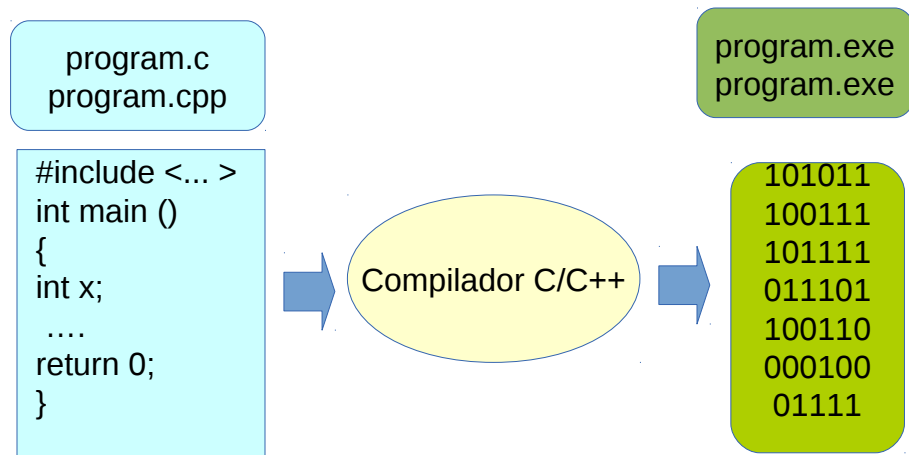 program.c
program.cpp
#include <... >
int main ()
{
int x;
....
return 0;
}
Compilador C/C++
program.exe
program.exe
101011
100111
101111
011101
100110
000100
01111